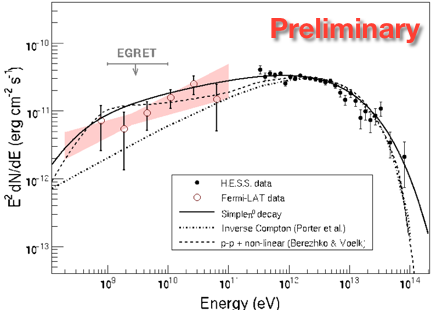 Preliminary
EGRET
E²dN/dE (erg cm⁻² s⁻¹)
10⁻¹⁰
10⁻¹¹
10⁻¹²
10⁻¹³
H.E.S.S. data
Fermi-LAT data
Simple π⁰ decay
Inverse Compton (Porter et al.)
p-p + non-linear (Berezhko & Voelk)
10⁹ 10¹⁰ 10¹¹ 10¹² 10¹³ 10¹⁴
Energy (eV)